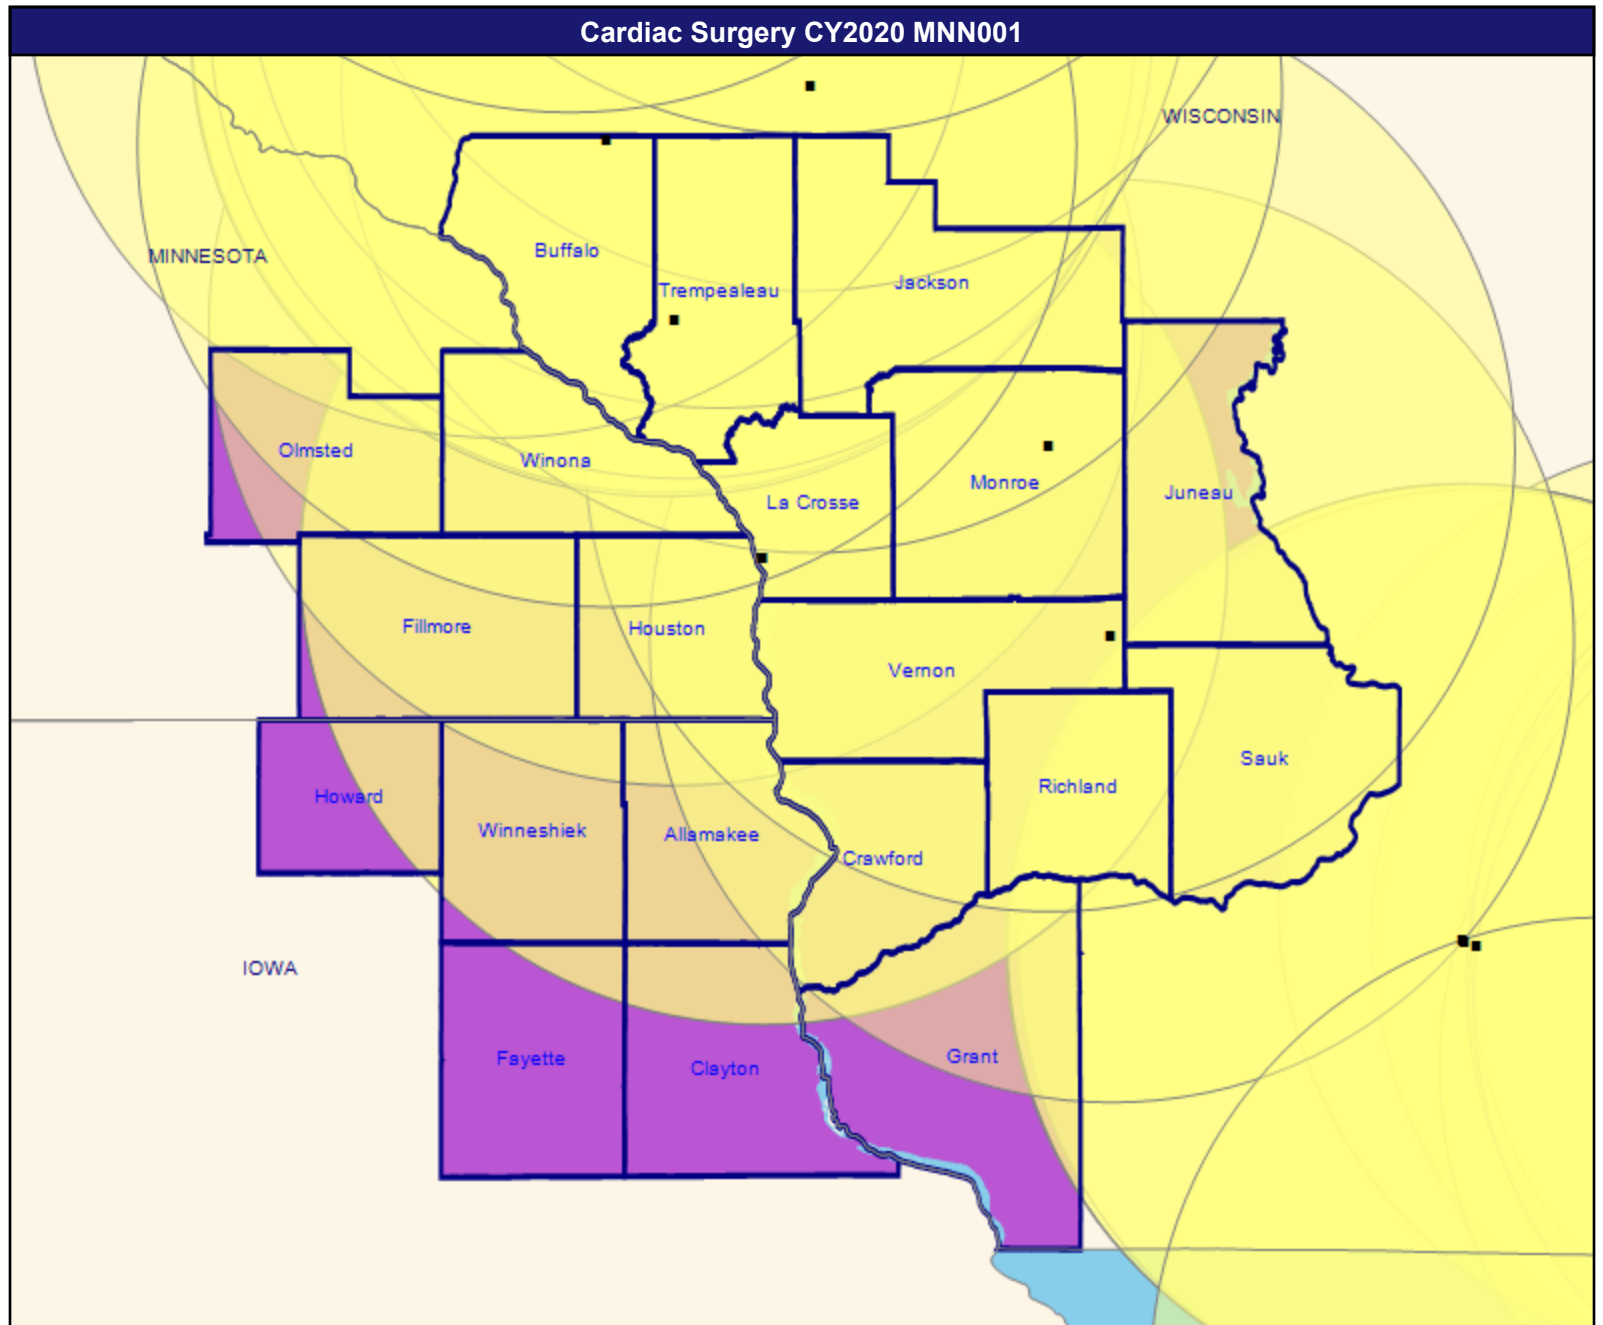 Cardiac Surgery CY2020 MNN001
WISCONSIN
MINNESOTA
Buffalo
Jackson
Trempealeau
Olmsted
Winona
Monroe
Juneau
La Crosse
Fillmore
Houston
Vernon
Sauk
Richland
Howard
Winneshiek
Allamakee
Crawford
IOWA
Grant
Fayette
Clayton